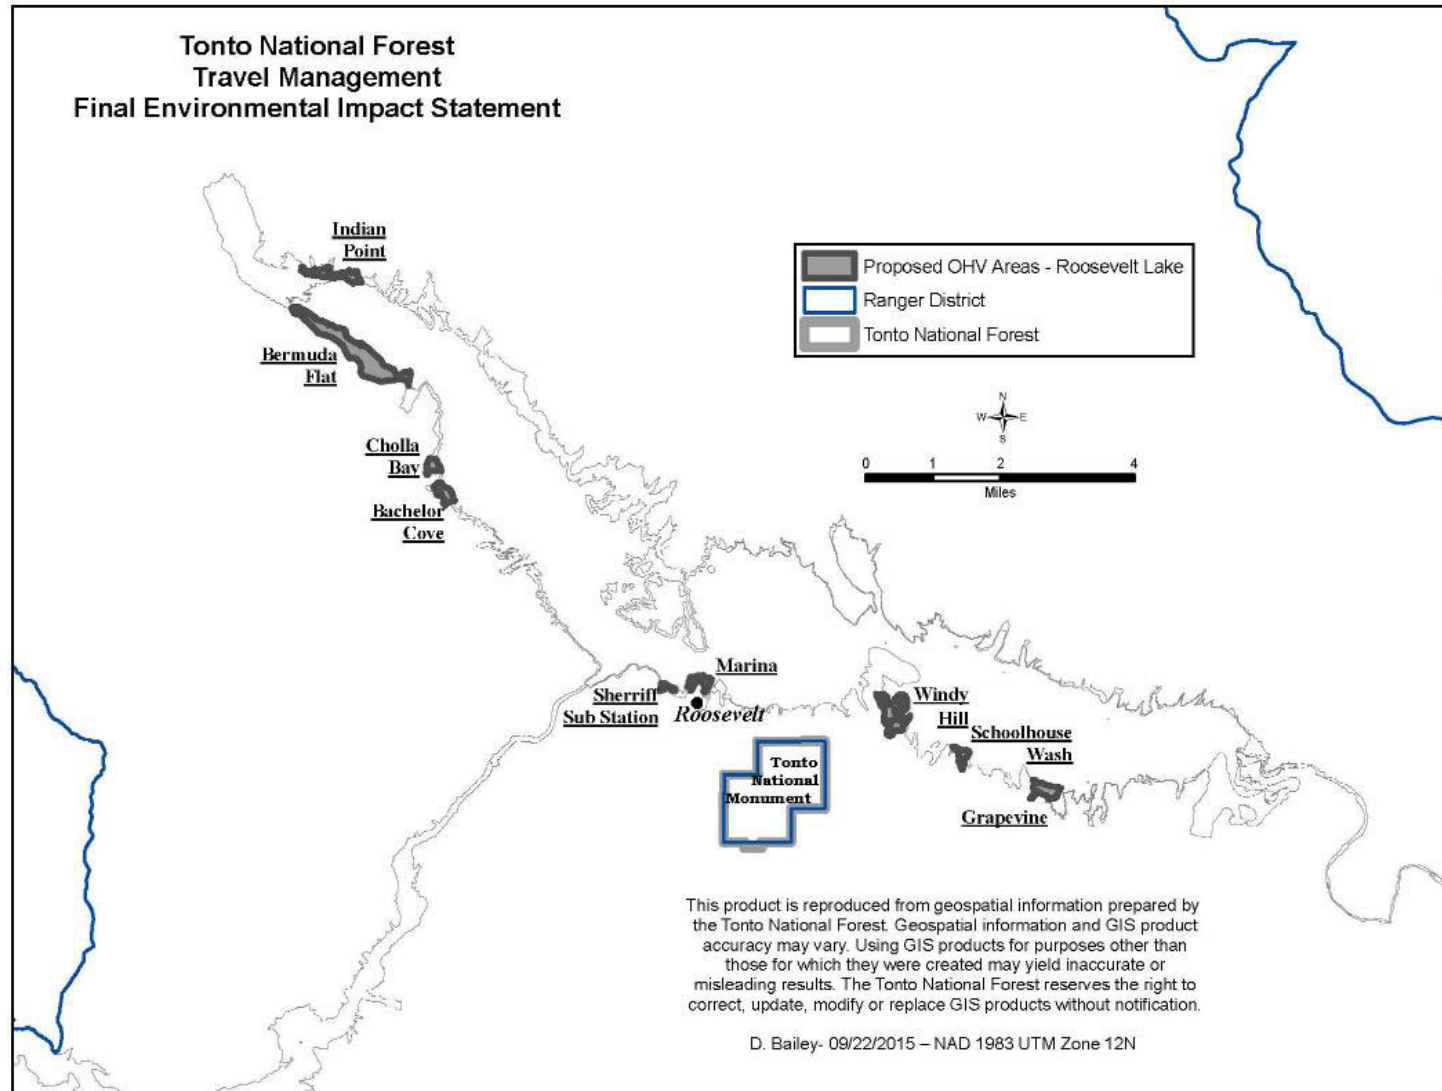 Tonto National Forest
Travel Management
Final Environmental Impact Statement
Indian
Point
Proposed OHV Areas - Roosevelt Lake
Ranger District
Tonto National Forest
Bermuda
Flat
N
W
E
S
Cholla
Bay
0
1
2
4
Miles
Bachelor
Cove
Marina
Sherriff
Sub Station
Roosevelt
Windy
Hill
Schoolhouse
Wash
Tonto
National
Monument
Grapevine
This product is reproduced from geospatial information prepared by
the Tonto National Forest. Geospatial information and GIS product
accuracy may vary. Using GIS products for purposes other than
those for which they were created may yield inaccurate or
misleading results. The Tonto National Forest reserves the right to
correct, update, modify or replace GIS products without notification.
D. Bailey- 09/22/2015 – NAD 1983 UTM Zone 12N